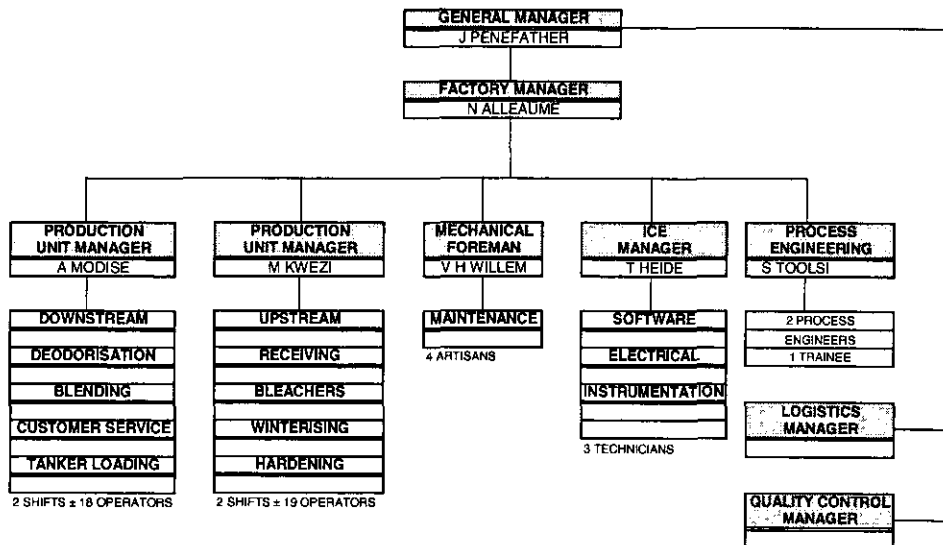 GENERAL MANAGER
J PENEFATHER
FACTORY MANAGER
N ALLEAUME
PRODUCTION
UNIT MANAGER
A MODISE
DOWNSTREAM
DEODORISATION
BLENDING
CUSTOMER SERVICE
TANKER LOADING
2 SHIFTS ± 18 OPERATORS
PRODUCTION
UNIT MANAGER
M KWEZI
UPSTREAM
RECEIVING
BLEACHERS
WINTERISING
HARDENING
2 SHIFTS ± 19 OPERATORS
MECHANICAL
FOREMAN
V H WILLEM
MAINTENANCE
4 ARTISANS
ICE
MANAGER
T HEIDE
SOFTWARE
ELECTRICAL
INSTRUMENTATION
3 TECHNICIANS
PROCESS
ENGINEERING
S TOOLSI
2 PROCESS
ENGINEERS
1 TRAINEE
LOGISTICS
MANAGER
QUALITY CONTROL
MANAGER